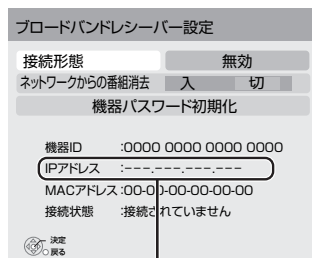 ブロードバンドレシーバー設定
接続形態 無効
ネットワークからの番組消去 入 切
機器パスワード初期化
機器ID :0000 0000 0000 0000
IPアドレス :---.---.---.---
MACアドレス:00-00-00-00-00-00
接続状態 :接続されていません
決定
戻る